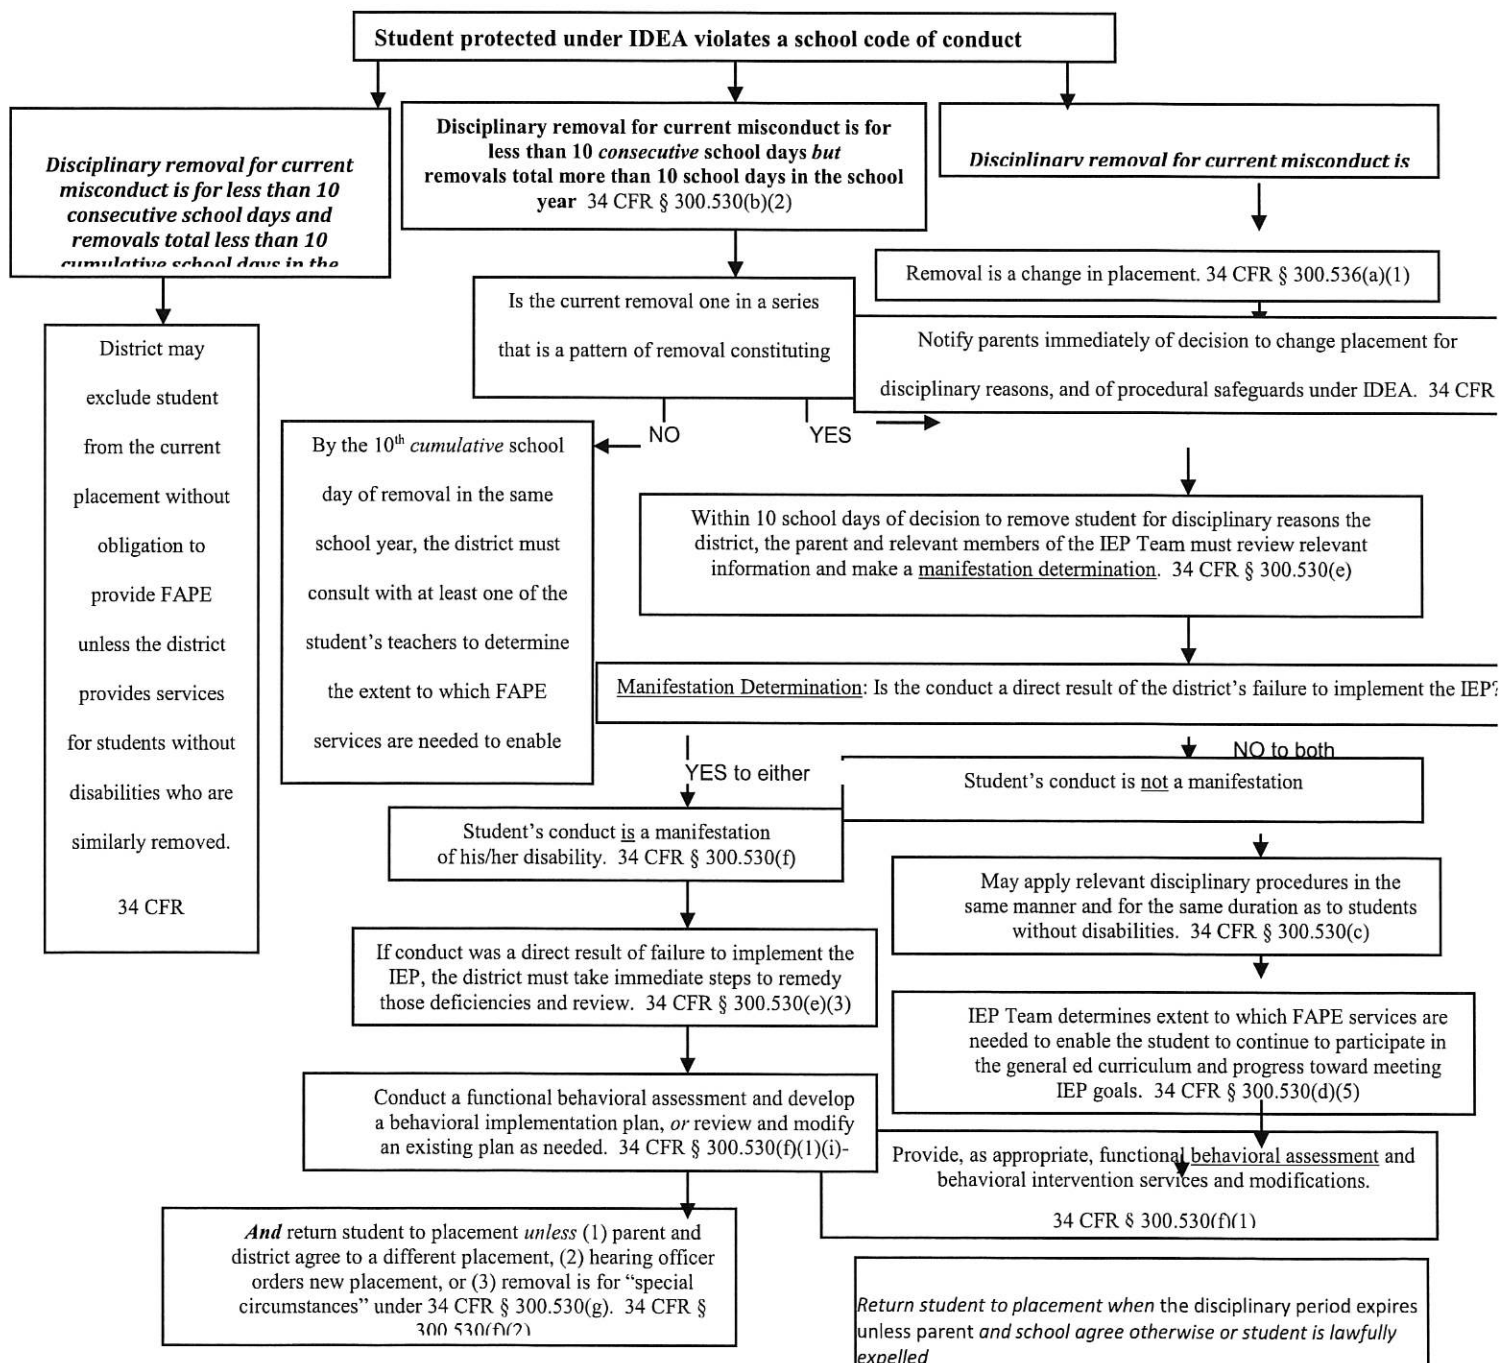 Student protected under IDEA violates a school code of conduct
Disciplinary removal for current
misconduct is for less than 10
consecutive school days and
removals total less than 10
cumulative school days in the
Disciplinary removal for current misconduct is for
less than 10 consecutive school days but
removals total more than 10 school days in the school
year 34 CFR § 300.530(b)(2)
Disciplinary removal for current misconduct is
Removal is a change in placement. 34 CFR § 300.536(a)(1)
Is the current removal one in a series
that is a pattern of removal constituting
Notify parents immediately of decision to change placement for
disciplinary reasons, and of procedural safeguards under IDEA. 34 CFR
NO
YES
District may
exclude student
from the current
placement without
obligation to
provide FAPE
unless the district
provides services
for students without
disabilities who are
similarly removed.
34 CFR
By the 10th cumulative school
day of removal in the same
school year, the district must
consult with at least one of the
student's teachers to determine
the extent to which FAPE
services are needed to enable
Within 10 school days of decision to remove student for disciplinary reasons the
district, the parent and relevant members of the IEP Team must review relevant
information and make a manifestation determination. 34 CFR § 300.530(e)
Manifestation Determination: Is the conduct a direct result of the district's failure to implement the IEP?
YES to either
NO to both
Student's conduct is not a manifestation
Student's conduct is a manifestation
of his/her disability. 34 CFR § 300.530(f)
May apply relevant disciplinary procedures in the
same manner and for the same duration as to students
without disabilities. 34 CFR § 300.530(c)
If conduct was a direct result of failure to implement the
IEP, the district must take immediate steps to remedy
those deficiencies and review. 34 CFR § 300.530(e)(3)
IEP Team determines extent to which FAPE services are
needed to enable the student to continue to participate in
the general ed curriculum and progress toward meeting
IEP goals. 34 CFR § 300.530(d)(5)
Conduct a functional behavioral assessment and develop
a behavioral implementation plan, or review and modify
an existing plan as needed. 34 CFR § 300.530(f)(1)(i)-
Provide, as appropriate, functional behavioral assessment and
behavioral intervention services and modifications.
34 CFR § 300.530(f)(1)
And return student to placement unless (1) parent and
district agree to a different placement, (2) hearing officer
orders new placement, or (3) removal is for "special
circumstances" under 34 CFR § 300.530(g). 34 CFR §
300.530(f)(2)
Return student to placement when the disciplinary period expires
unless parent and school agree otherwise or student is lawfully
expelled